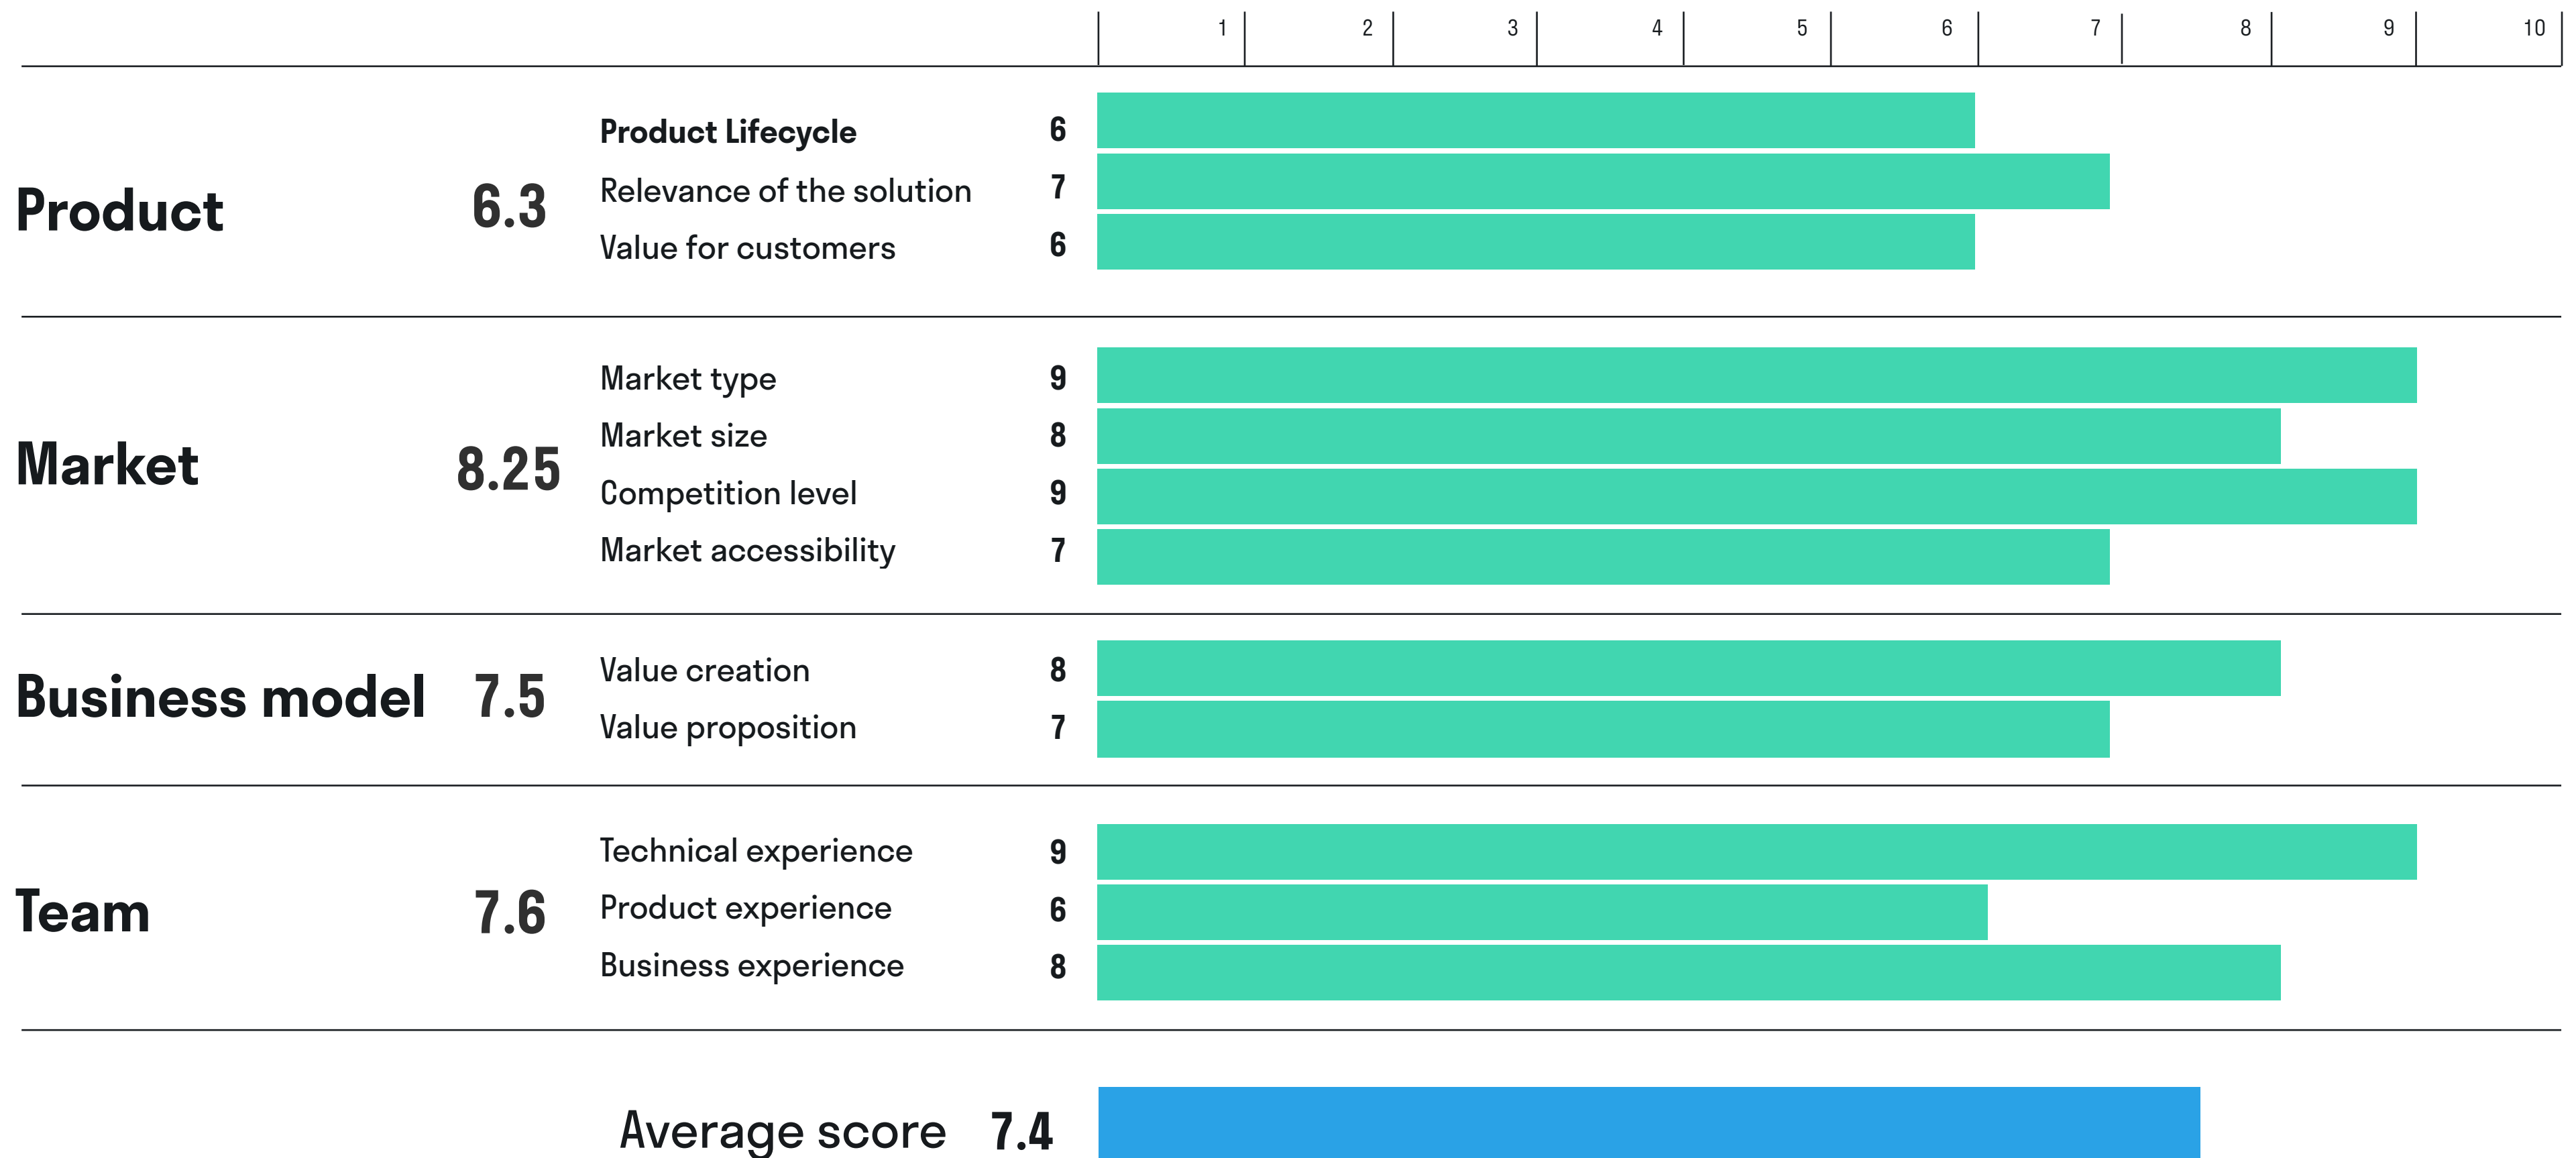 1 2 3 4 5 6 7 8 9 10
Product 6.3
Product Lifecycle 6
Relevance of the solution 7
Value for customers 6
Market 8.25
Market type 9
Market size 8
Competition level 9
Market accessibility 7
Business model 7.5
Value creation 8
Value proposition 7
Team 7.6
Technical experience 9
Product experience 6
Business experience 8
Average score 7.4